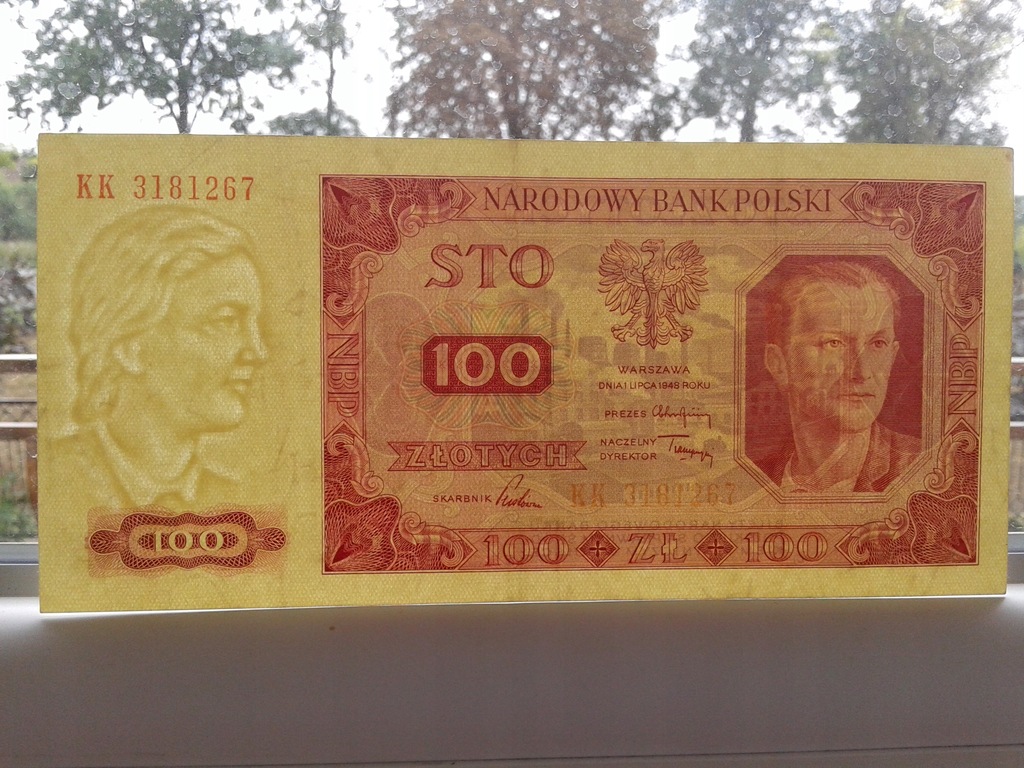 KK 3181267
NARODOWY BANK POLSKI
STO
100
ZŁOTYCH
WARSZAWA
DNIA 1 LIPCA 1948 ROKU
PREZES
NACZELNY
DYREKTOR
SKARBNIK
KK 3181267
NBP
NBP
100
100 ZŁ 100